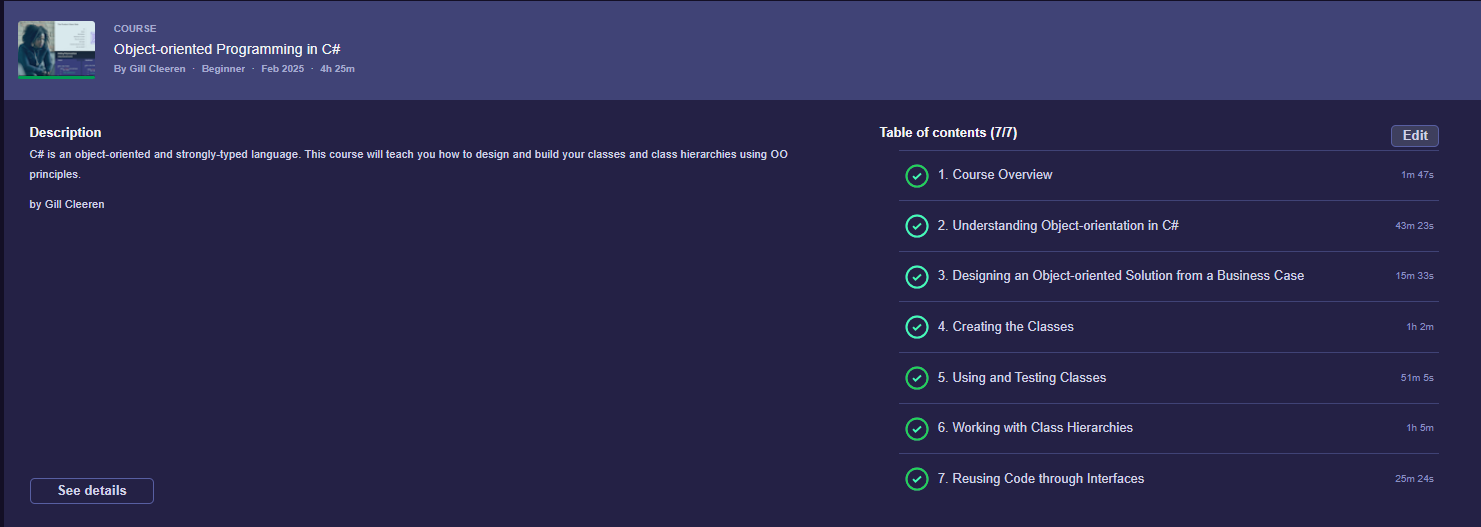 COURSE
Object-oriented Programming in C#
By Gill Cleeren · Beginner · Feb 2025 · 4h 25m
Description
C# is an object-oriented and strongly-typed language. This course will teach you how to design and build your classes and class hierarchies using OO
principles.
by Gill Cleeren
See details
Table of contents (7/7)
Edit
1. Course Overview 1m 47s
2. Understanding Object-orientation in C# 43m 23s
3. Designing an Object-oriented Solution from a Business Case 15m 33s
4. Creating the Classes 1h 2m
5. Using and Testing Classes 51m 5s
6. Working with Class Hierarchies 1h 5m
7. Reusing Code through Interfaces 25m 24s